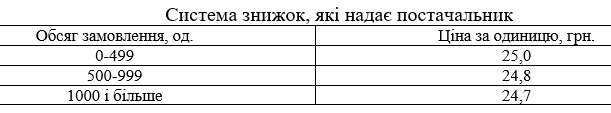 Система знижок, які надає постачальник
Обсяг замовлення, од. Ціна за одиницю, грн.
0-499 25,0
500-999 24,8
1000 і більше 24,7